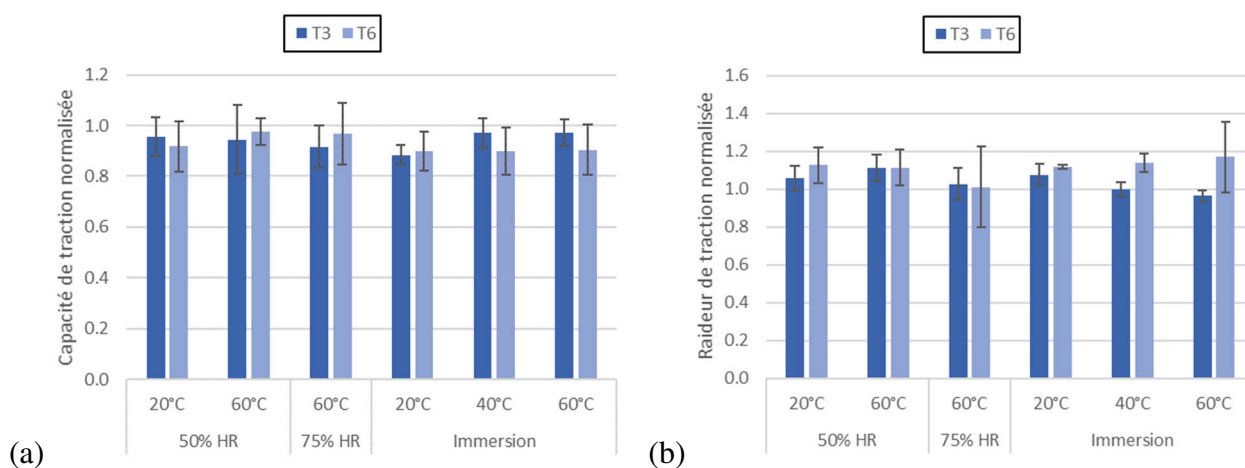 T3 T6
Capacité de traction normalisée
1.2
1.0
0.8
0.6
0.4
0.2
0.0
20°C 60°C 60°C 20°C 40°C 60°C
50% HR 75% HR Immersion
(a)
T3 T6
Raideur de traction normalisée
1.6
1.4
1.2
1.0
0.8
0.6
0.4
0.2
0.0
20°C 60°C 60°C 20°C 40°C 60°C
50% HR 75% HR Immersion
(b)